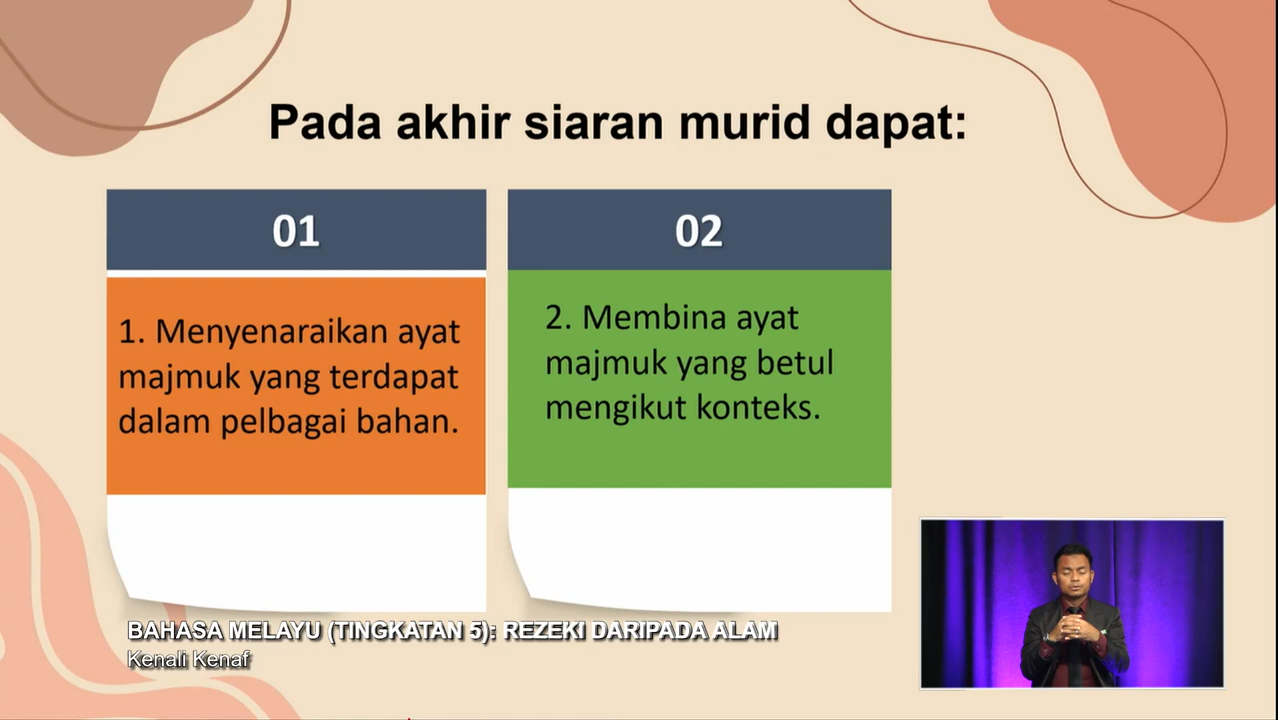 Pada akhir siaran murid dapat:
01
1. Menyenaraikan ayat
majmuk yang terdapat
dalam pelbagai bahan.
02
2. Membina ayat
majmuk yang betul
mengikut konteks.
BAHASA MELAYU (TINGKATAN 5): REZEKI DARIPADA ALAM
Kenali Kenaf